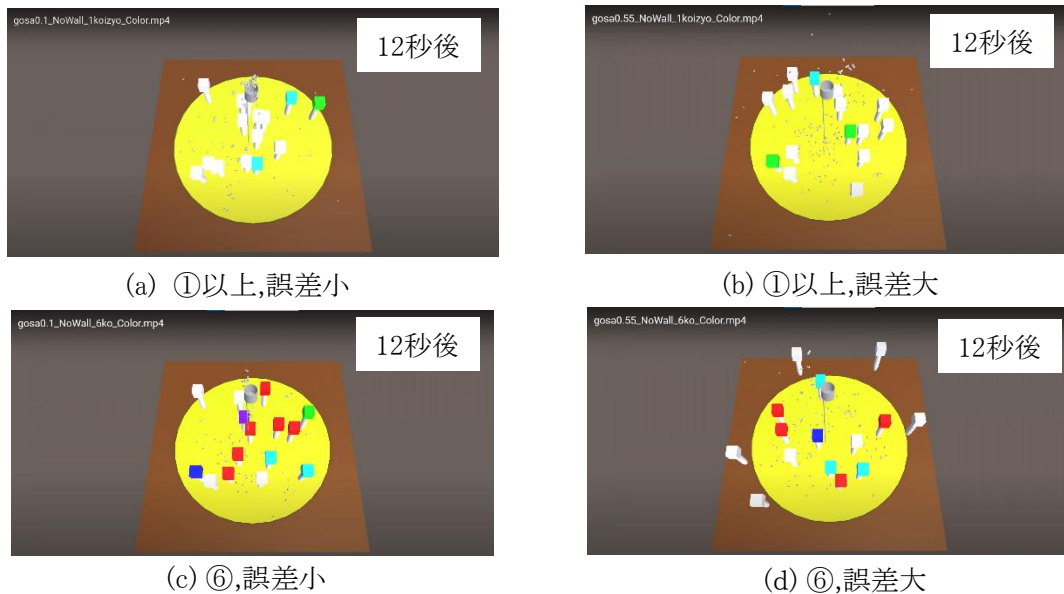 gosa0.1_NoWall_1koizyo_Color.mp4
12秒後
(a) ①以上,誤差小
gosa0.55_NoWall_1koizyo_Color.mp4
12秒後
(b) ①以上,誤差大
gosa0.1_NoWall_6ko_Color.mp4
12秒後
(c) ⑥,誤差小
gosa0.55_NoWall_6ko_Color.mp4
12秒後
(d) ⑥,誤差大